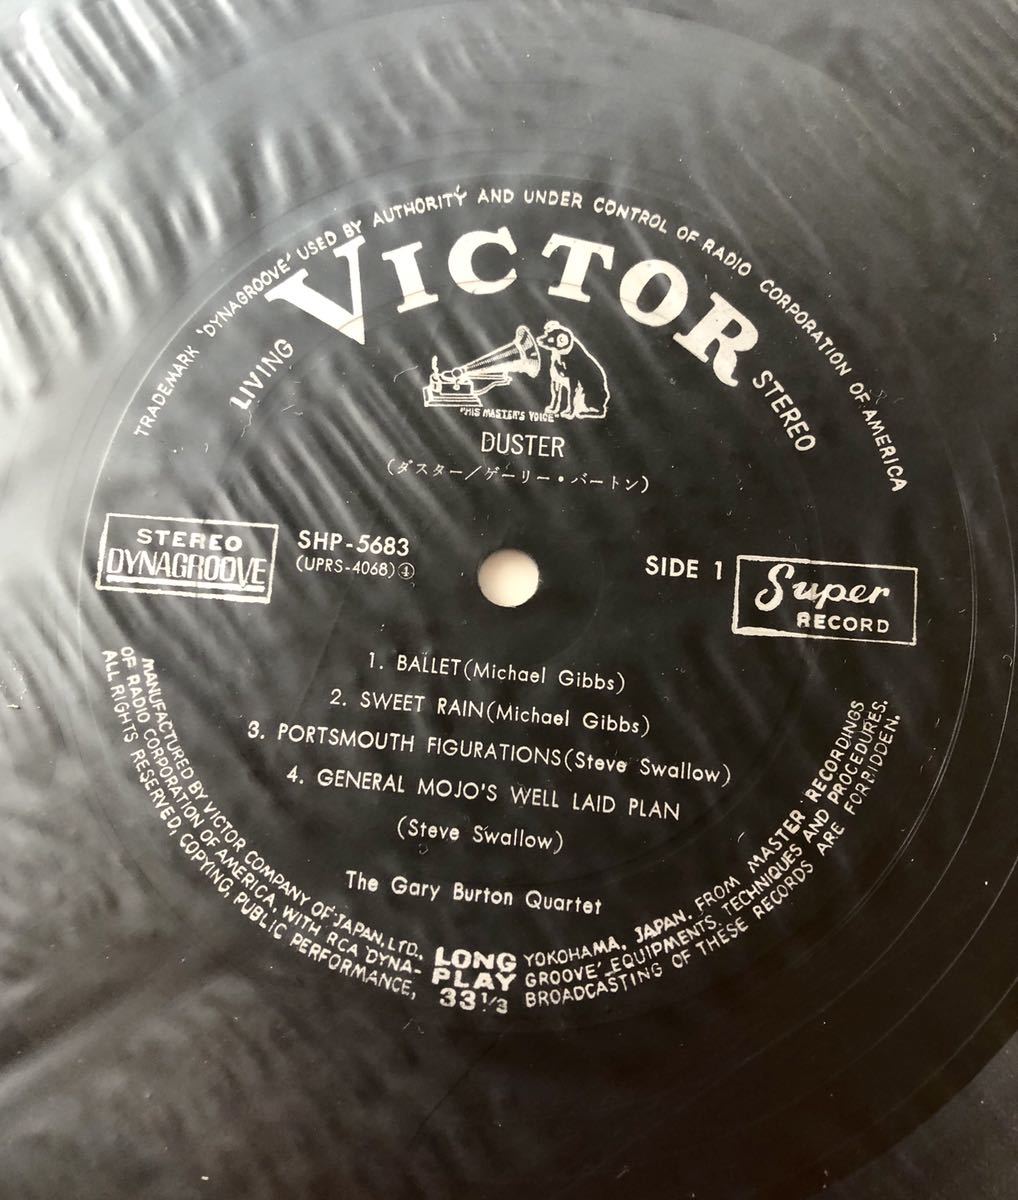 TRADEMARK 'DYNAGROOVE' USED BY AUTHORITY AND UNDER CONTROL OF RADIO CORPORATION OF AMERICA
LIVING
VICTOR
STEREO
"HIS MASTER'S VOICE"
DUSTER
(ダスター/ゲーリー・バートン)
STEREO
DYNAGROOVE
SHP-5683
(UPRS-4068)④
SIDE 1
Super
RECORD
1. BALLET(Michael Gibbs)
2. SWEET RAIN(Michael Gibbs)
3. PORTSMOUTH FIGURATIONS(Steve Swallow)
4. GENERAL MOJO'S WELL LAID PLAN
(Steve Swallow)
The Gary Burton Quartet
MANUFACTURED BY VICTOR COMPANY OF JAPAN, LTD., YOKOHAMA, JAPAN, FROM MASTER RECORDINGS
OF RADIO CORPORATION OF AMERICA, WITH RCA 'DYNA-GROOVE' EQUIPMENTS, TECHNIQUES AND PROCEDURES.
ALL RIGHTS RESERVED, COPYING, PUBLIC PERFORMANCE, BROADCASTING OF THESE RECORDS ARE FORBIDDEN.
LONG
PLAY
33 1/3